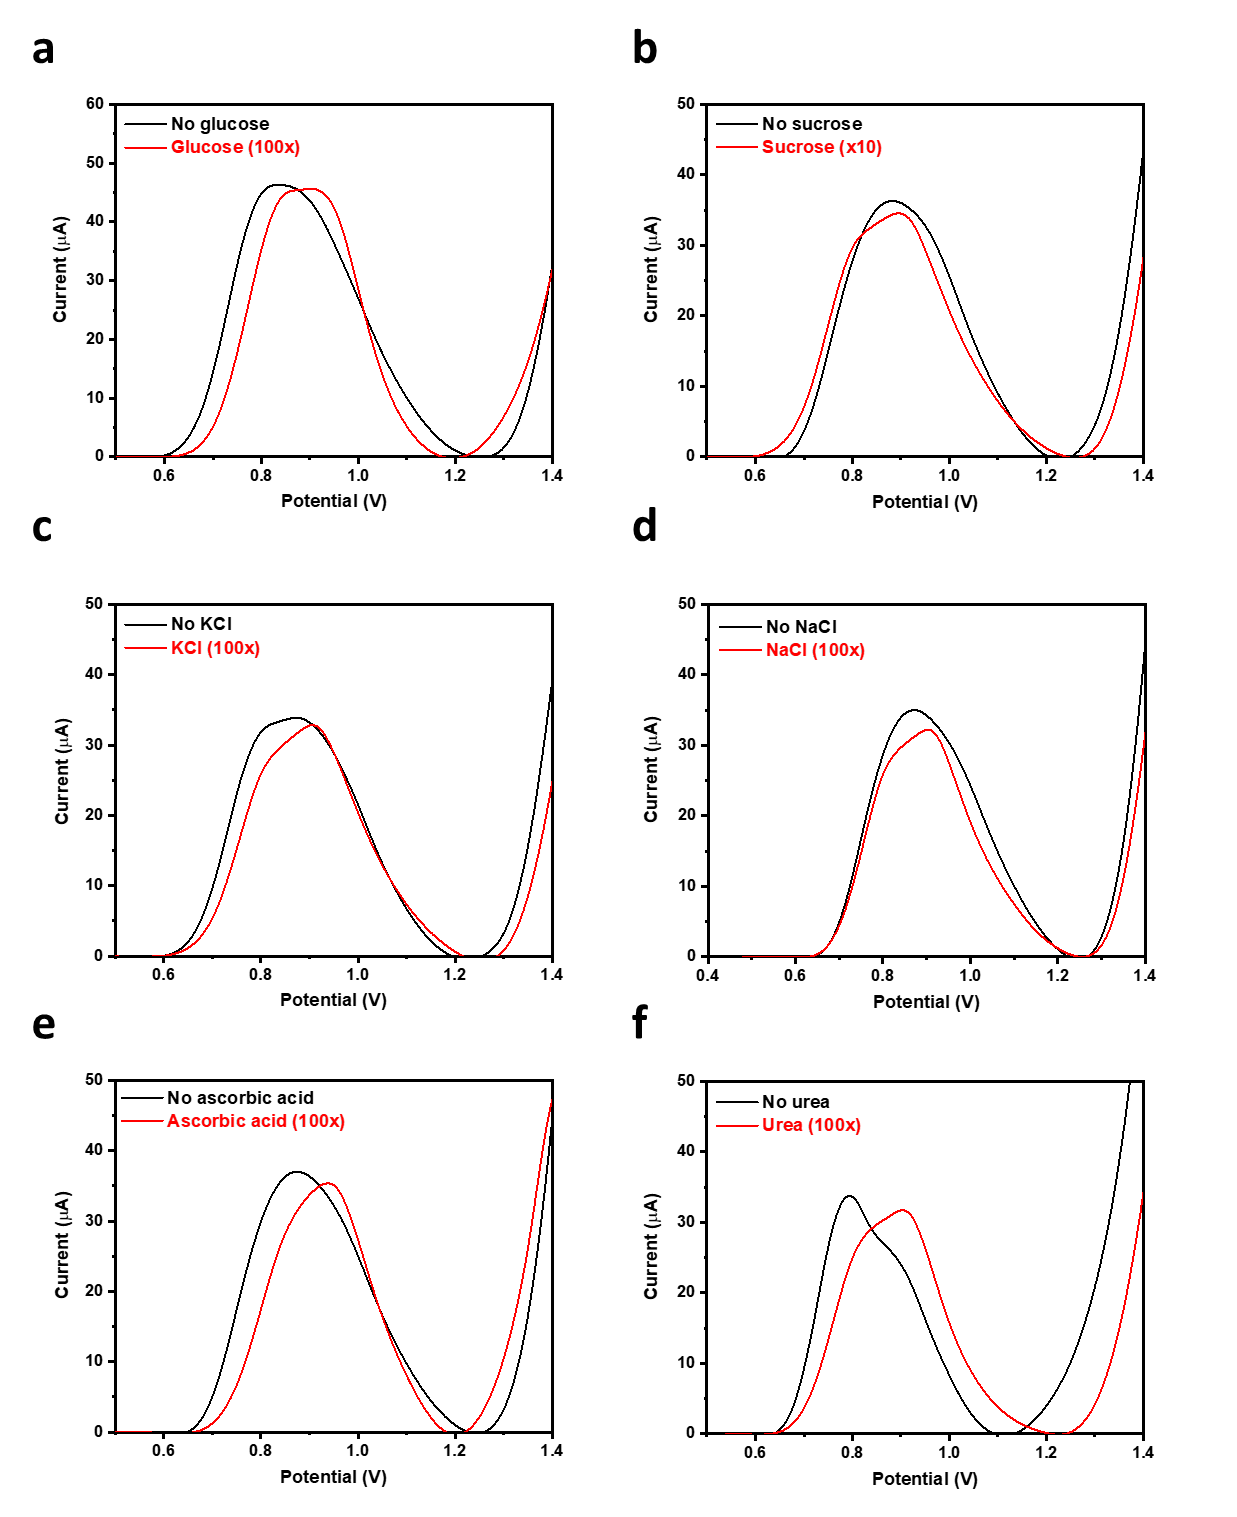 a
No glucose
Glucose (100x)
60
50
40
30
20
10
0
Current (μA)
0.6 0.8 1.0 1.2 1.4
Potential (V)
b
No sucrose
Sucrose (x10)
50
40
30
20
10
0
Current (μA)
0.6 0.8 1.0 1.2 1.4
Potential (V)
c
No KCl
KCl (100x)
50
40
30
20
10
0
Current (μA)
0.6 0.8 1.0 1.2 1.4
Potential (V)
d
No NaCl
NaCl (100x)
50
40
30
20
10
0
Current (μA)
0.4 0.6 0.8 1.0 1.2 1.4
Potential (V)
e
No ascorbic acid
Ascorbic acid (100x)
50
40
30
20
10
0
Current (μA)
0.6 0.8 1.0 1.2 1.4
Potential (V)
f
No urea
Urea (100x)
50
40
30
20
10
0
Current (μA)
0.6 0.8 1.0 1.2 1.4
Potential (V)